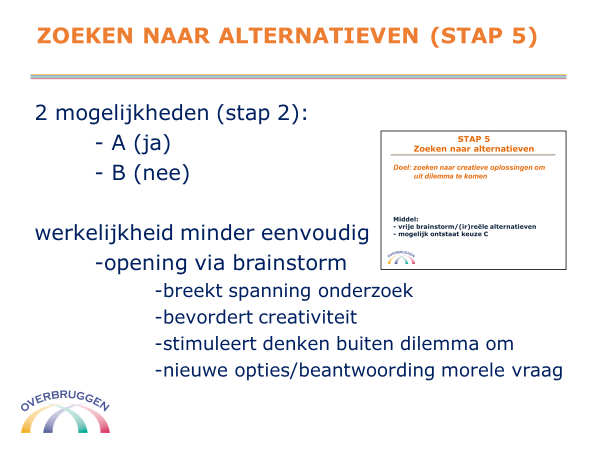 ZOEKEN NAAR ALTERNATIEVEN (STAP 5)
2 mogelijkheden (stap 2):
- A (ja)
- B (nee)
werkelijkheid minder eenvoudig
-opening via brainstorm
-breekt spanning onderzoek
-bevordert creativiteit
-stimuleert denken buiten dilemma om
-nieuwe opties/beantwoording morele vraag
STAP 5
Zoeken naar alternatieven
Doel: zoeken naar creatieve oplossingen om
uit dilemma te komen
Middel:
- vrije brainstorm/(ir)reële alternatieven
- mogelijk ontstaat keuze C
OVERBRUGGEN
OVERBRUGGEN